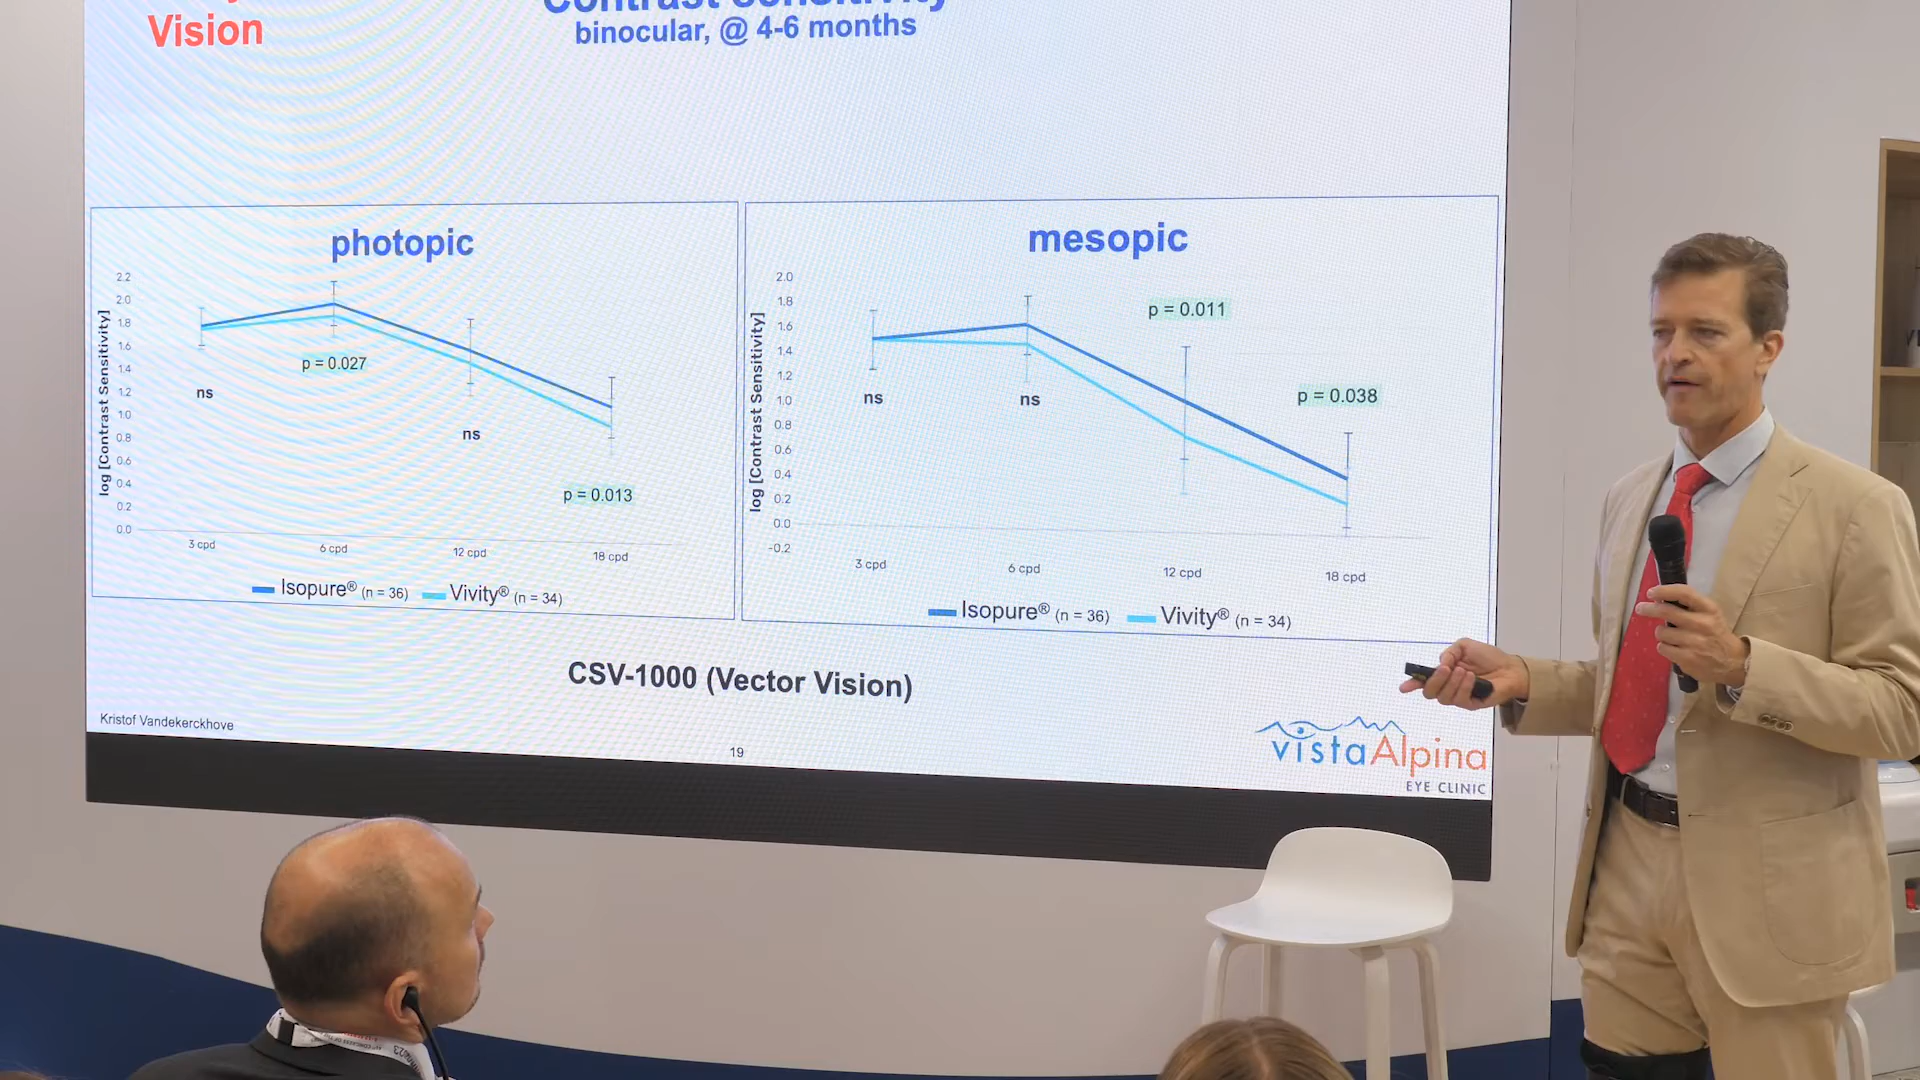 Vision
Contrast sensitivity
binocular, @ 4-6 months
photopic
2.2
2.0
1.8
1.6
1.4
1.2
1.0
0.8
0.6
0.4
0.2
0.0
log [Contrast Sensitivity]
ns
p = 0.027
ns
p = 0.013
3 cpd
6 cpd
12 cpd
18 cpd
Isopure® (n = 36) Vivity® (n = 34)
mesopic
2.0
1.8
1.6
1.4
1.2
1.0
0.8
0.6
0.4
0.2
0.0
-0.2
log [Contrast Sensitivity]
p = 0.011
p = 0.038
ns
ns
3 cpd
6 cpd
12 cpd
18 cpd
Isopure® (n = 36) Vivity® (n = 34)
CSV-1000 (Vector Vision)
Kristof Vandekerckhove
19
vistaAlpina
EYE CLINIC